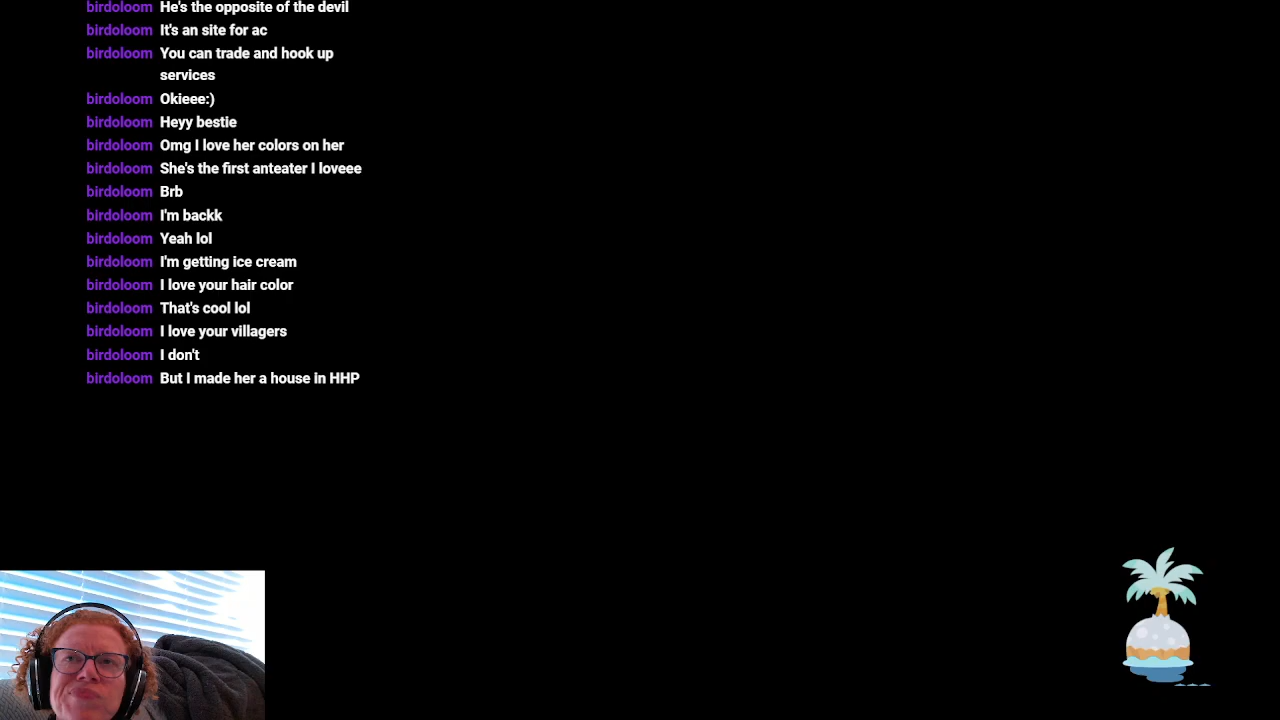 birdoloom He's the opposite of the devil
birdoloom It's an site for ac
birdoloom You can trade and hook up
services
birdoloom Okieee:)
birdoloom Heyy bestie
birdoloom Omg I love her colors on her
birdoloom She's the first anteater I loveee
birdoloom Brb
birdoloom I'm backk
birdoloom Yeah lol
birdoloom I'm getting ice cream
birdoloom I love your hair color
birdoloom That's cool lol
birdoloom I love your villagers
birdoloom I don't
birdoloom But I made her a house in HHP